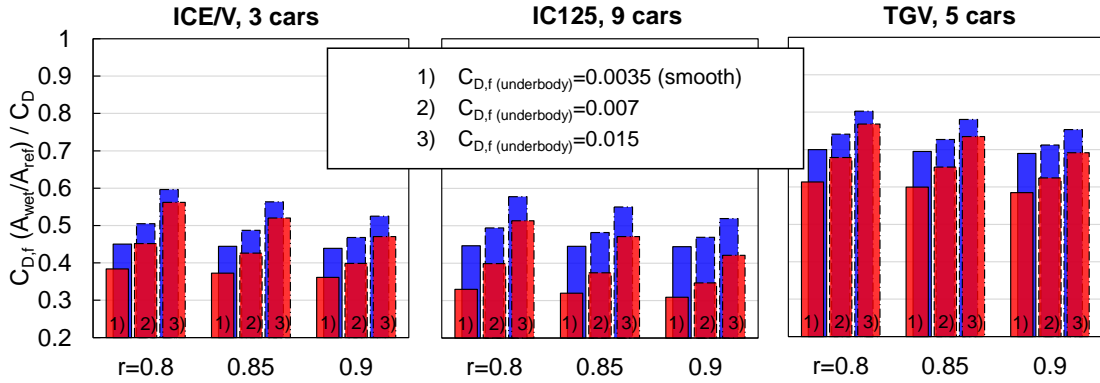 ICE/V, 3 cars
IC125, 9 cars
TGV, 5 cars
C_D,f (A_wet/A_ref) / C_D
1
0.9
0.8
0.7
0.6
0.5
0.4
0.3
0.2
1) C_D,f (underbody)=0.0035 (smooth)
2) C_D,f (underbody)=0.007
3) C_D,f (underbody)=0.015
1) 2) 3) 1) 2) 3) 1) 2) 3)
1) 2) 3) 1) 2) 3) 1) 2) 3)
1) 2) 3) 1) 2) 3) 1) 2) 3)
r=0.8 0.85 0.9
r=0.8 0.85 0.9
r=0.8 0.85 0.9